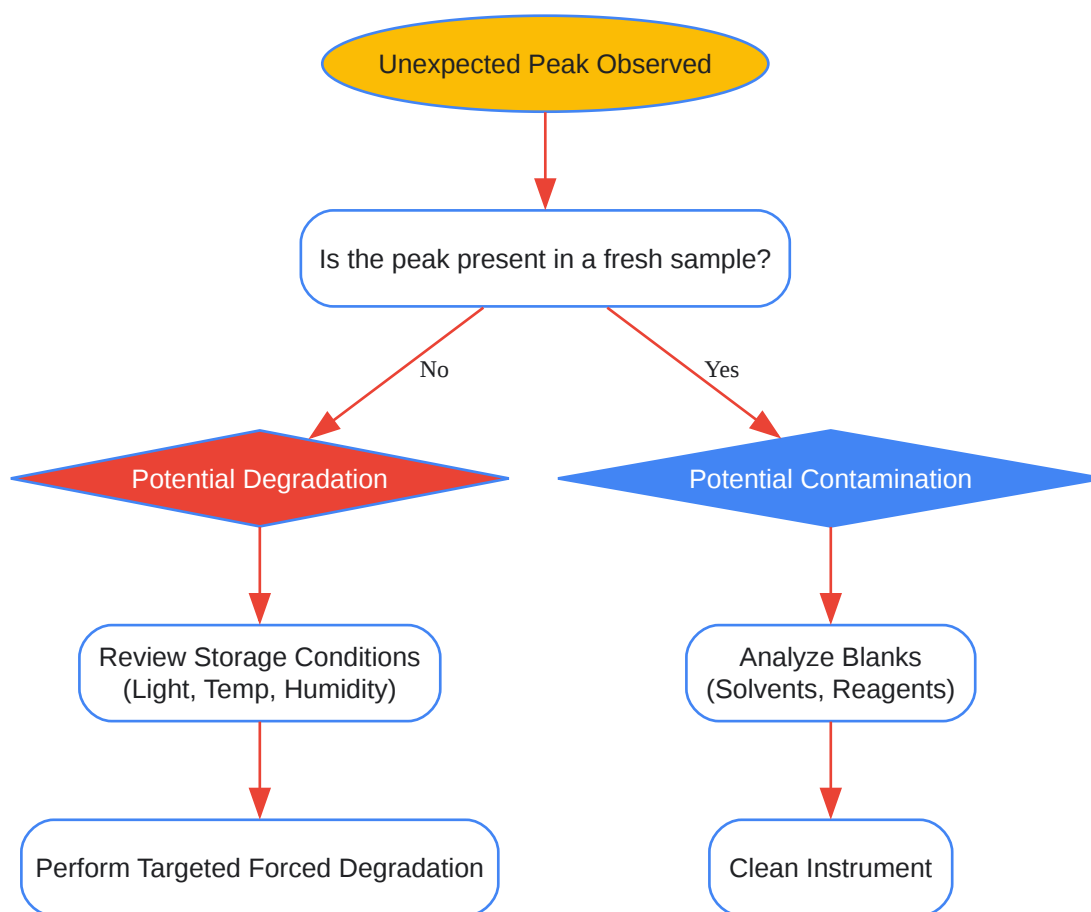 Unexpected Peak Observed
Is the peak present in a fresh sample?
No
Yes
Potential Degradation
Potential Contamination
Review Storage Conditions
(Light, Temp, Humidity)
Analyze Blanks
(Solvents, Reagents)
Perform Targeted Forced Degradation
Clean Instrument